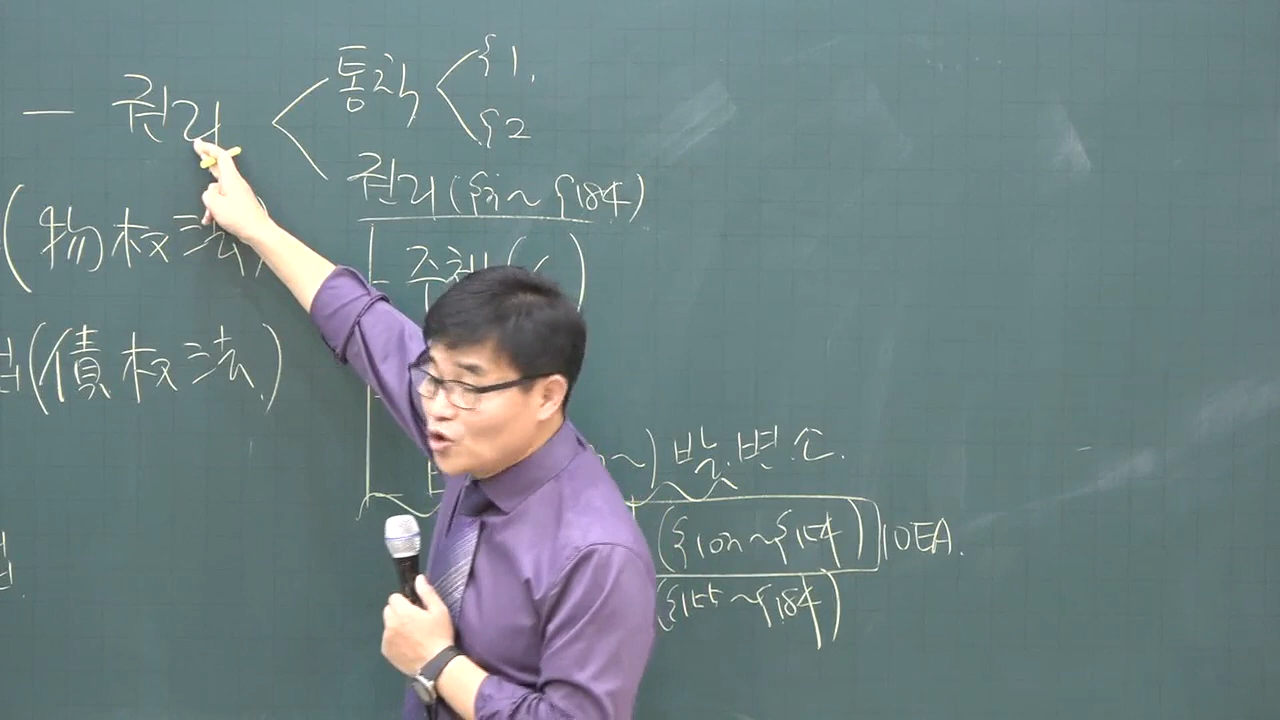 통칙 §1.
— 권리 §2
권리 (§3~§184)
(物权法)
주체 (
(債权法)
~) 발.변.소.
(§103~§154) IDEA.
(§155~§184)